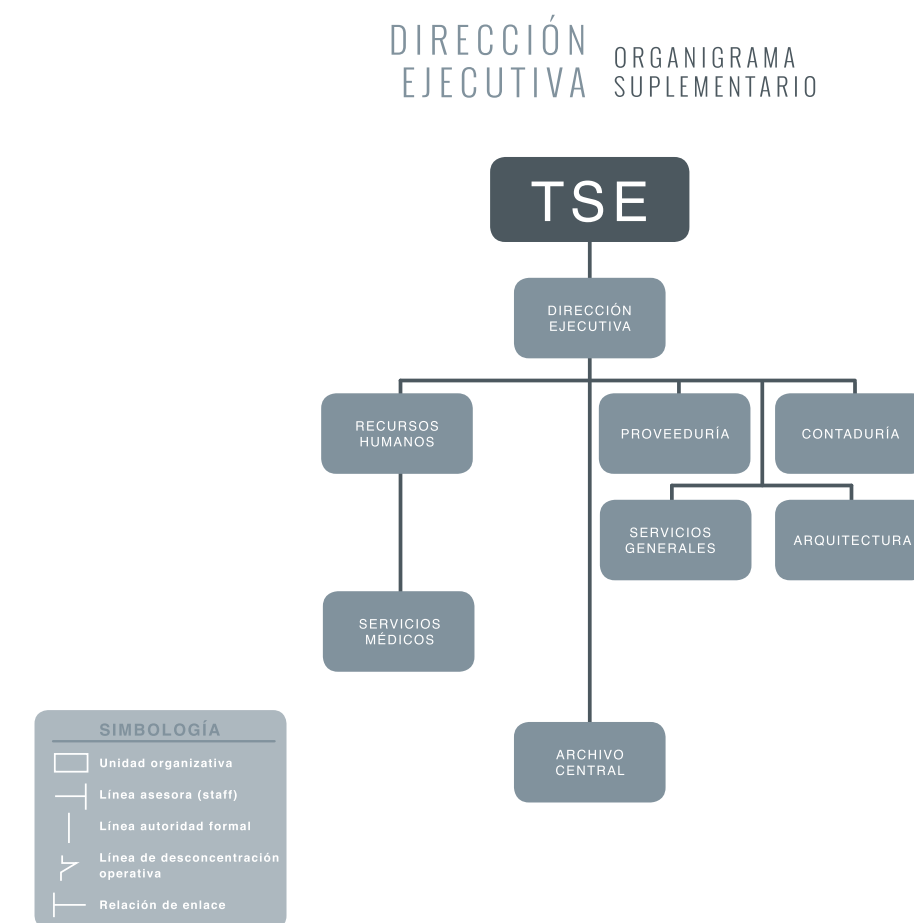 DIRECCIÓN
EJECUTIVA
ORGANIGRAMA
SUPLEMENTARIO
TSE
DIRECCIÓN
EJECUTIVA
RECURSOS
HUMANOS
PROVEEDURÍA
CONTADURÍA
SERVICIOS
GENERALES
ARQUITECTURA
SERVICIOS
MÉDICOS
ARCHIVO
CENTRAL
SIMBOLOGÍA
Unidad organizativa
Línea asesora (staff)
Línea autoridad formal
Línea de desconcentración
operativa
Relación de enlace